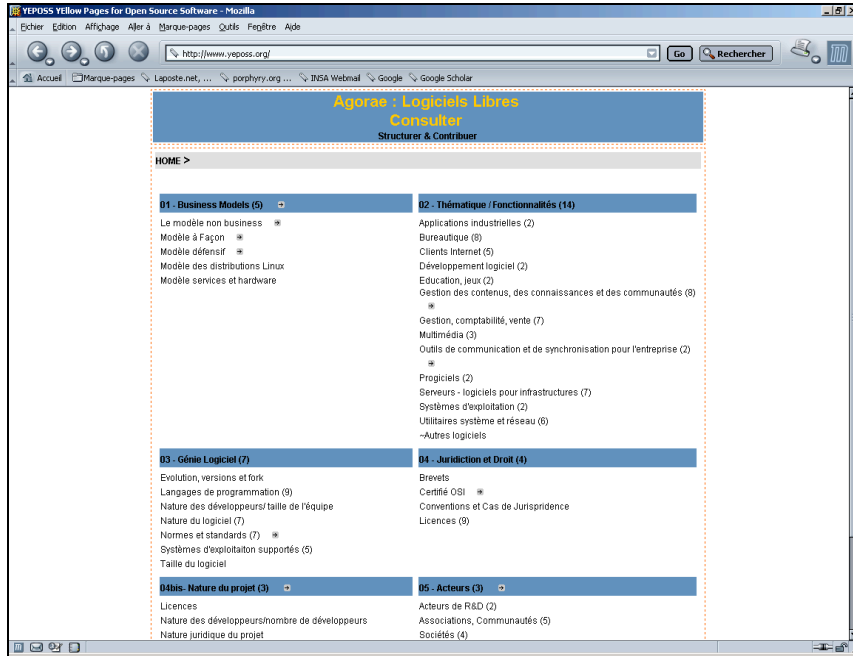 YEPOSS YEllow Pages for Open Source Software - Mozilla
Eichier Edition Affichage Aller à Marque-pages Outils Fenêtre Aide
http://www.yeposs.org/
Go
Rechercher
Accueil Marque-pages Laposte.net, ... porphyry.org ... INSA Webmail Google Google Scholar
Agorae : Logiciels Libres
Consulter
Structurer & Contribuer
HOME >
01 - Business Models (5)
Le modèle non business
Modèle à Façon
Modèle défensif
Modèle des distributions Linux
Modèle services et hardware
02 - Thématique / Fonctionnalités (14)
Applications industrielles (2)
Bureautique (8)
Clients Internet (5)
Développement logiciel (2)
Education, jeux (2)
Gestion des contenus, des connaissances et des communautés (8)
Gestion, comptabilité, vente (7)
Multimédia (3)
Outils de communication et de synchronisation pour l'entreprise (2)
Progiciels (2)
Serveurs - logiciels pour infrastructures (7)
Systèmes d'exploitation (2)
Utilitaires système et réseau (6)
~Autres logiciels
03 - Génie Logiciel (7)
Evolution, versions et fork
Langages de programmation (9)
Nature des développeurs/ taille de l'équipe
Nature du logiciel (7)
Normes et standards (7)
Systèmes d'exploitaiton supportés (5)
Taille du logiciel
04 - Juridiction et Droit (4)
Brevets
Certifié OSI
Conventions et Cas de Jurispridence
Licences (9)
04bis- Nature du projet (3)
Licences
Nature des développeurs/nombre de développeurs
Nature juridique du projet
05 - Acteurs (3)
Acteurs de R&D (2)
Associations, Communautés (5)
Sociétés (4)